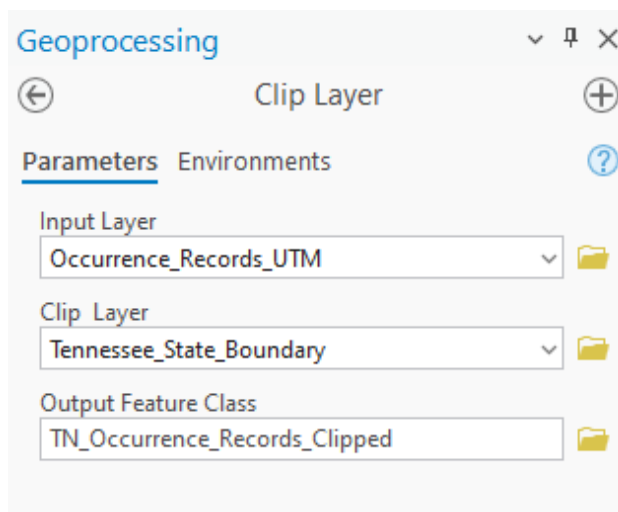 Geoprocessing
Clip Layer
Parameters Environments
Input Layer
Occurrence_Records_UTM
Clip Layer
Tennessee_State_Boundary
Output Feature Class
TN_Occurrence_Records_Clipped